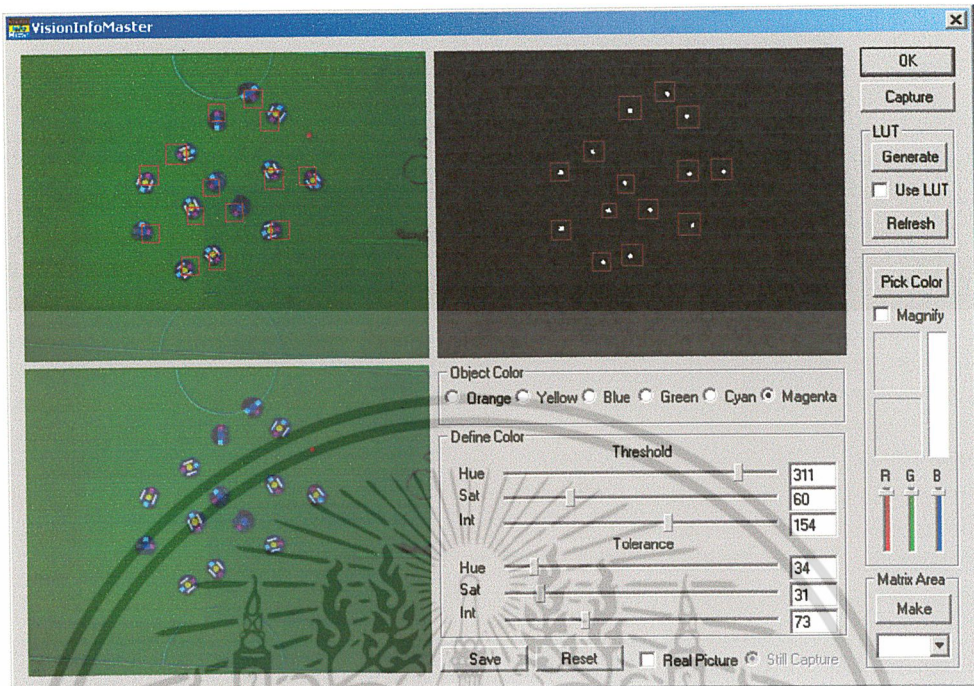 VisionInfoMaster
OK
Capture
LUT
Generate
Use LUT
Refresh
Pick Color
Magnify
Object Color
Orange Yellow Blue Green Cyan Magenta
Define Color
Threshold
Hue 311
Sat 60
Int 154
Tolerance
Hue 34
Sat 31
Int 73
R G B
Matrix Area
Make
Save Reset Real Picture Still Capture